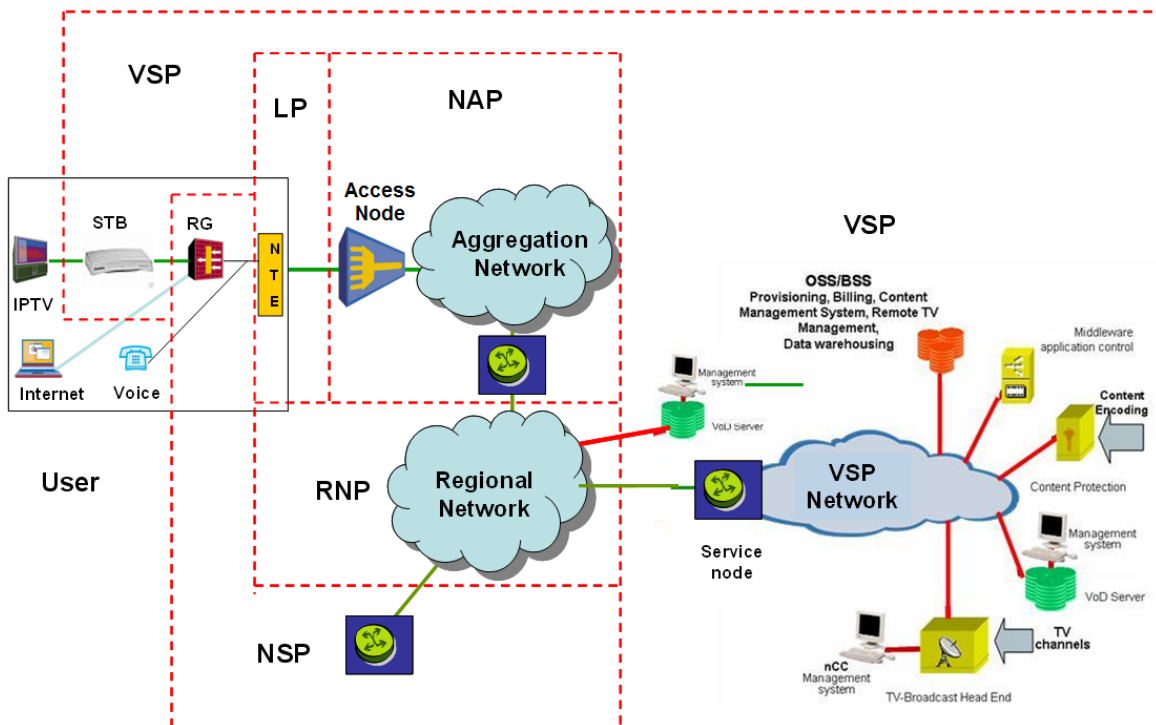 VSP
LP
NAP
STB
RG
IPTV
Internet
Voice
N
T
E
Access
Node
Aggregation
Network
User
RNP
Regional
Network
NSP
VSP
OSS/BSS
Provisioning, Billing, Content
Management System, Remote TV
Management,
Data warehousing
Management
system
VoD Server
Middleware
application control
Content
Encoding
Content Protection
VSP
Network
Service
node
Management
system
VoD Server
TV
channels
nCC
Management
system
TV-Broadcast Head End